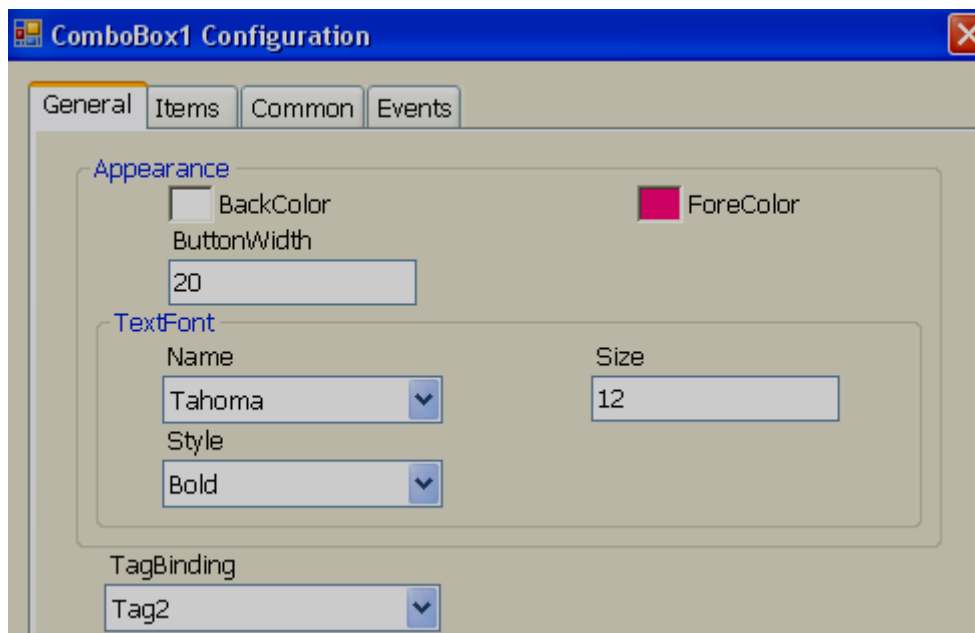 ComboBox1 Configuration
General Items Common Events
Appearance
BackColor ForeColor
ButtonWidth
20
TextFont
Name Size
Tahoma 12
Style
Bold
TagBinding
Tag2